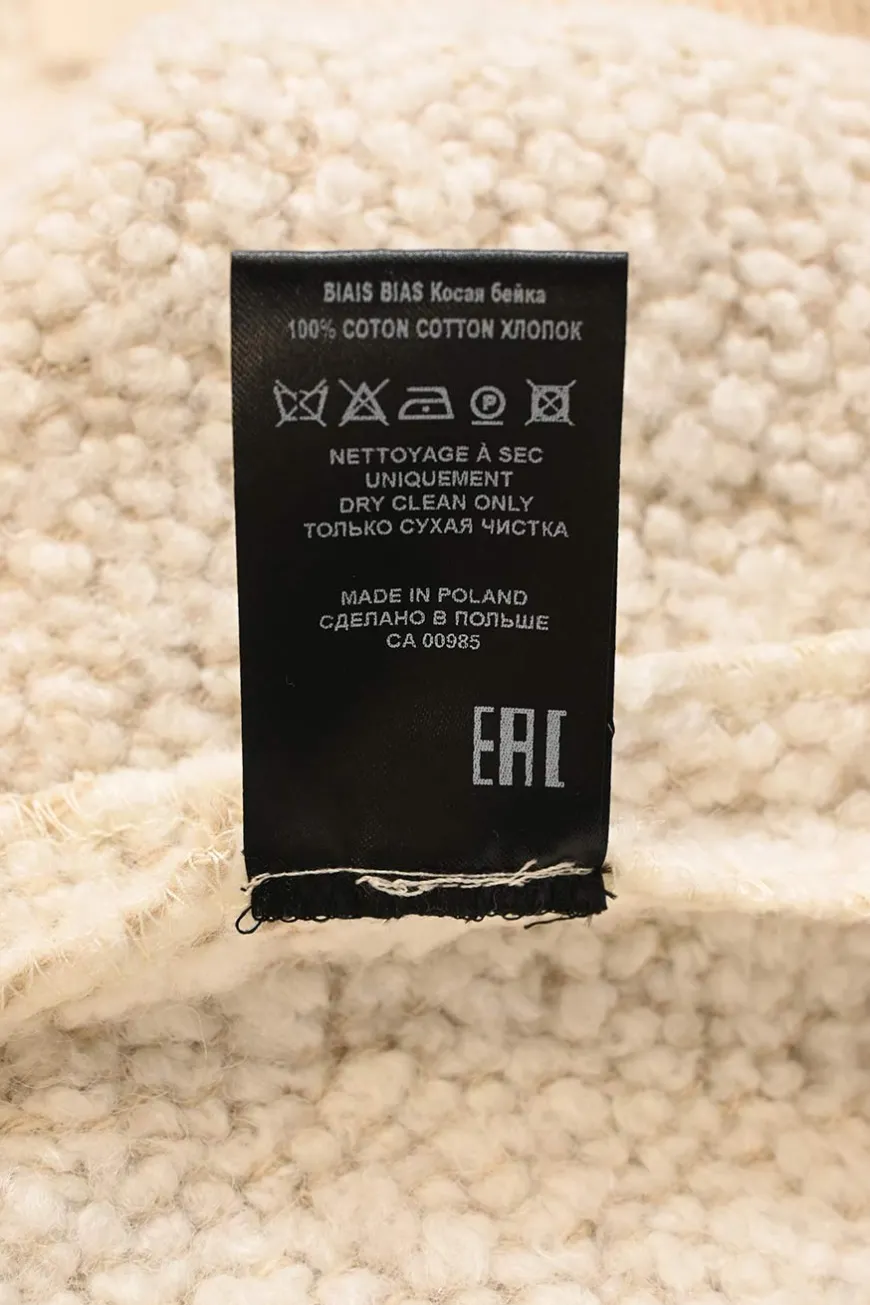 BIAIS BIAS Косая бейка
100% COTON COTTON ХЛОПОК
P
NETTOYAGE À SEC
UNIQUEMENT
DRY CLEAN ONLY
ТОЛЬКО СУХАЯ ЧИСТКА
MADE IN POLAND
СДЕЛАНО В ПОЛЬШЕ
CA 00985
EAC